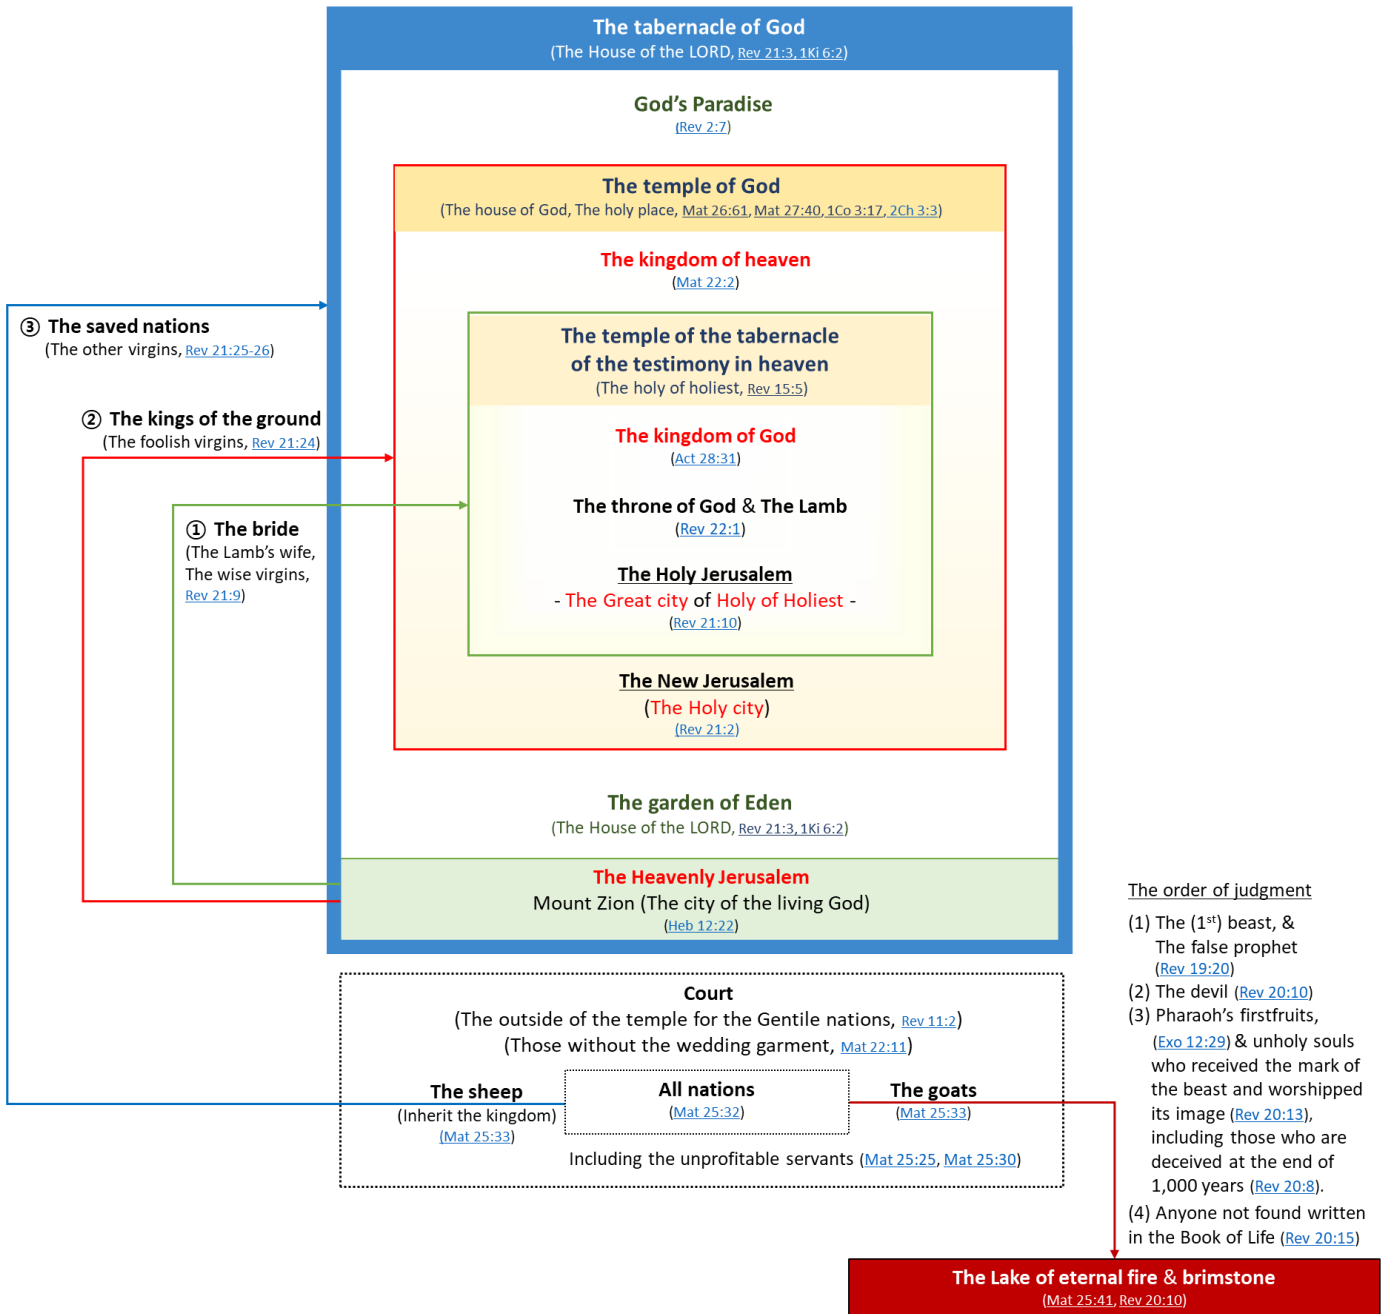 The tabernacle of God
(The House of the LORD, Rev 21:3, 1Ki 6:2)
God's Paradise
(Rev 2:7)
The temple of God
(The house of God, The holy place, Mat 26:61, Mat 27:40, 1Co 3:17, 2Ch 3:3)
The kingdom of heaven
(Mat 22:2)
The temple of the tabernacle
of the testimony in heaven
(The holy of holiest, Rev 15:5)
The kingdom of God
(Act 28:31)
The throne of God & The Lamb
(Rev 22:1)
The Holy Jerusalem
- The Great city of Holy of Holiest -
(Rev 21:10)
The New Jerusalem
(The Holy city)
(Rev 21:2)
The garden of Eden
(The House of the LORD, Rev 21:3, 1Ki 6:2)
The Heavenly Jerusalem
Mount Zion (The city of the living God)
(Heb 12:22)
③ The saved nations
(The other virgins, Rev 21:25-26)
② The kings of the ground
(The foolish virgins, Rev 21:24)
① The bride
(The Lamb's wife,
The wise virgins,
Rev 21:9)
Court
(The outside of the temple for the Gentile nations, Rev 11:2)
(Those without the wedding garment, Mat 22:11)
The sheep
(Inherit the kingdom)
(Mat 25:33)
All nations
(Mat 25:32)
The goats
(Mat 25:33)
Including the unprofitable servants (Mat 25:25, Mat 25:30)
The order of judgment
(1) The (1st) beast, &
The false prophet
(Rev 19:20)
(2) The devil (Rev 20:10)
(3) Pharaoh's firstfruits,
(Exo 12:29) & unholy souls
who received the mark of
the beast and worshipped
its image (Rev 20:13),
including those who are
deceived at the end of
1,000 years (Rev 20:8).
(4) Anyone not found written
in the Book of Life (Rev 20:15)
The Lake of eternal fire & brimstone
(Mat 25:41, Rev 20:10)